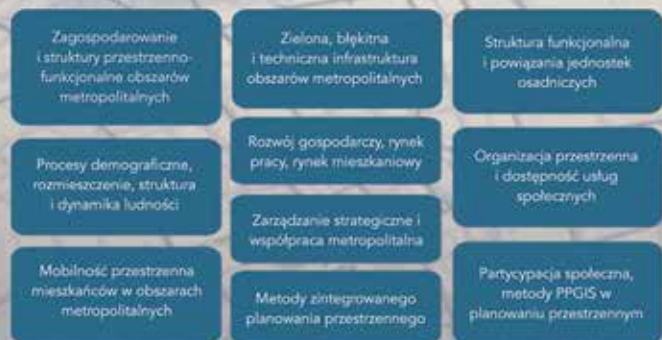 Zagospodarowanie
i struktury przestrzenno-
funkcjonalne obszarów
metropolitalnych
Procesy demograficzne,
rozmieszczenie, struktura
i dynamika ludności
Mobilność przestrzenna
mieszkańców w obszarach
metropolitalnych
Zielona, błękitna
i techniczna infrastruktura
obszarów metropolitalnych
Rozwój gospodarczy, rynek
pracy, rynek mieszkaniowy
Zarządzanie strategiczne i
współpraca metropolitalna
Metody zintegrowanego
planowania przestrzennego
Struktura funkcjonalna
i powiązania jednostek
osadniczych
Organizacja przestrzenna
i dostępność usług
społecznych
Partycypacja społeczna,
metody PPGIS w
planowaniu przestrzennym